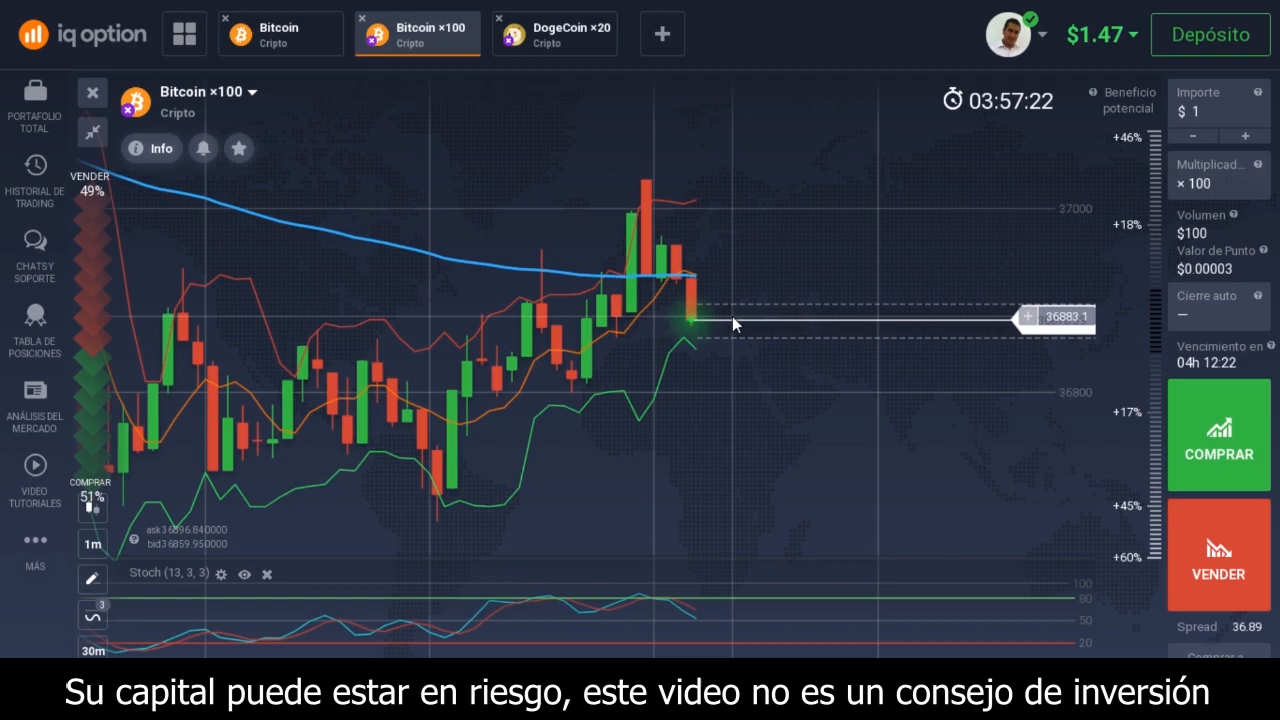 iq option
Bitcoin
Cripto
Bitcoin ×100
Cripto
DogeCoin ×20
Cripto
$1.47
Depósito
PORTAFOLIO
TOTAL
HISTORIAL DE
TRADING
CHATS Y
SOPORTE
TABLA DE
POSICIONES
ANÁLISIS DEL
MERCADO
VIDEO
TUTORIALES
MÁS
Bitcoin ×100
Cripto
Info
VENDER
49%
COMPRAR
51%
1m
3
30m
ask36896.840000
bid36859.950000
Stoch (13, 3, 3)
03:57:22
Beneficio
potencial
+46%
+18%
+17%
+45%
+60%
37000
36883.1
36800
100
80
50
20
Importe
$ 1
Multiplicad...
× 100
Volumen
$100
Valor de Punto
$0.00003
Cierre auto
—
Vencimiento en
04h 12:22
COMPRAR
VENDER
Spread 36.89
Su capital puede estar en riesgo, este video no es un consejo de inversión